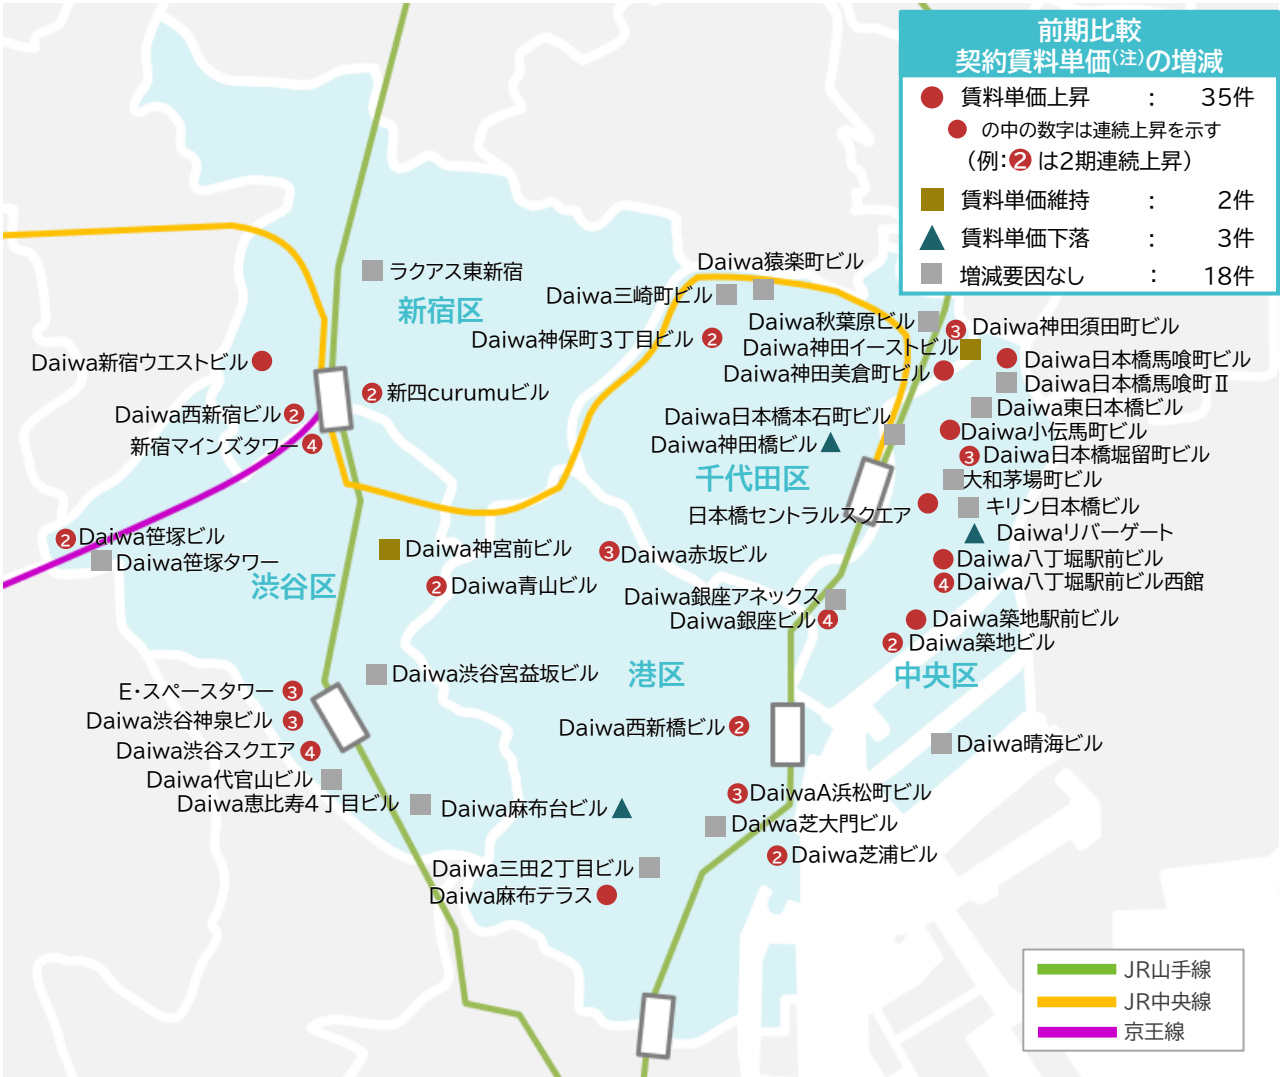 前期比較
契約賃料単価(注)の増減
賃料単価上昇 : 35件
の中の数字は連続上昇を示す
(例:2は2期連続上昇)
賃料単価維持 : 2件
賃料単価下落 : 3件
増減要因なし : 18件
Daiwa猿楽町ビル
ラクアス東新宿
新宿区
Daiwa三崎町ビル
Daiwa神保町3丁目ビル 2
Daiwa秋葉原ビル
3 Daiwa神田須田町ビル
Daiwa神田イーストビル
Daiwa神田美倉町ビル
Daiwa日本橋馬喰町ビル
Daiwa日本橋馬喰町Ⅱ
Daiwa新宿ウエストビル
2 新四curumuビル
Daiwa西新宿ビル 2
新宿マインズタワー 4
Daiwa東日本橋ビル
Daiwa日本橋本石町ビル
Daiwa小伝馬町ビル
Daiwa神田橋ビル
3 Daiwa日本橋堀留町ビル
千代田区
大和茅場町ビル
キリン日本橋ビル
日本橋セントラルスクエア
Daiwaリバーゲート
2 Daiwa笹塚ビル
Daiwa笹塚タワー
Daiwa神宮前ビル
3 Daiwa赤坂ビル
Daiwa八丁堀駅前ビル
4 Daiwa八丁堀駅前ビル西館
渋谷区
2 Daiwa青山ビル
Daiwa銀座アネックス
Daiwa銀座ビル 4
Daiwa築地駅前ビル
2 Daiwa築地ビル
Daiwa渋谷宮益坂ビル
港区
中央区
E・スペースタワー 3
Daiwa渋谷神泉ビル 3
Daiwa渋谷スクエア 4
Daiwa西新橋ビル 2
Daiwa晴海ビル
Daiwa代官山ビル
Daiwa恵比寿4丁目ビル
Daiwa麻布台ビル
3 DaiwaA浜松町ビル
Daiwa芝大門ビル
2 Daiwa芝浦ビル
Daiwa三田2丁目ビル
Daiwa麻布テラス
JR山手線
JR中央線
京王線